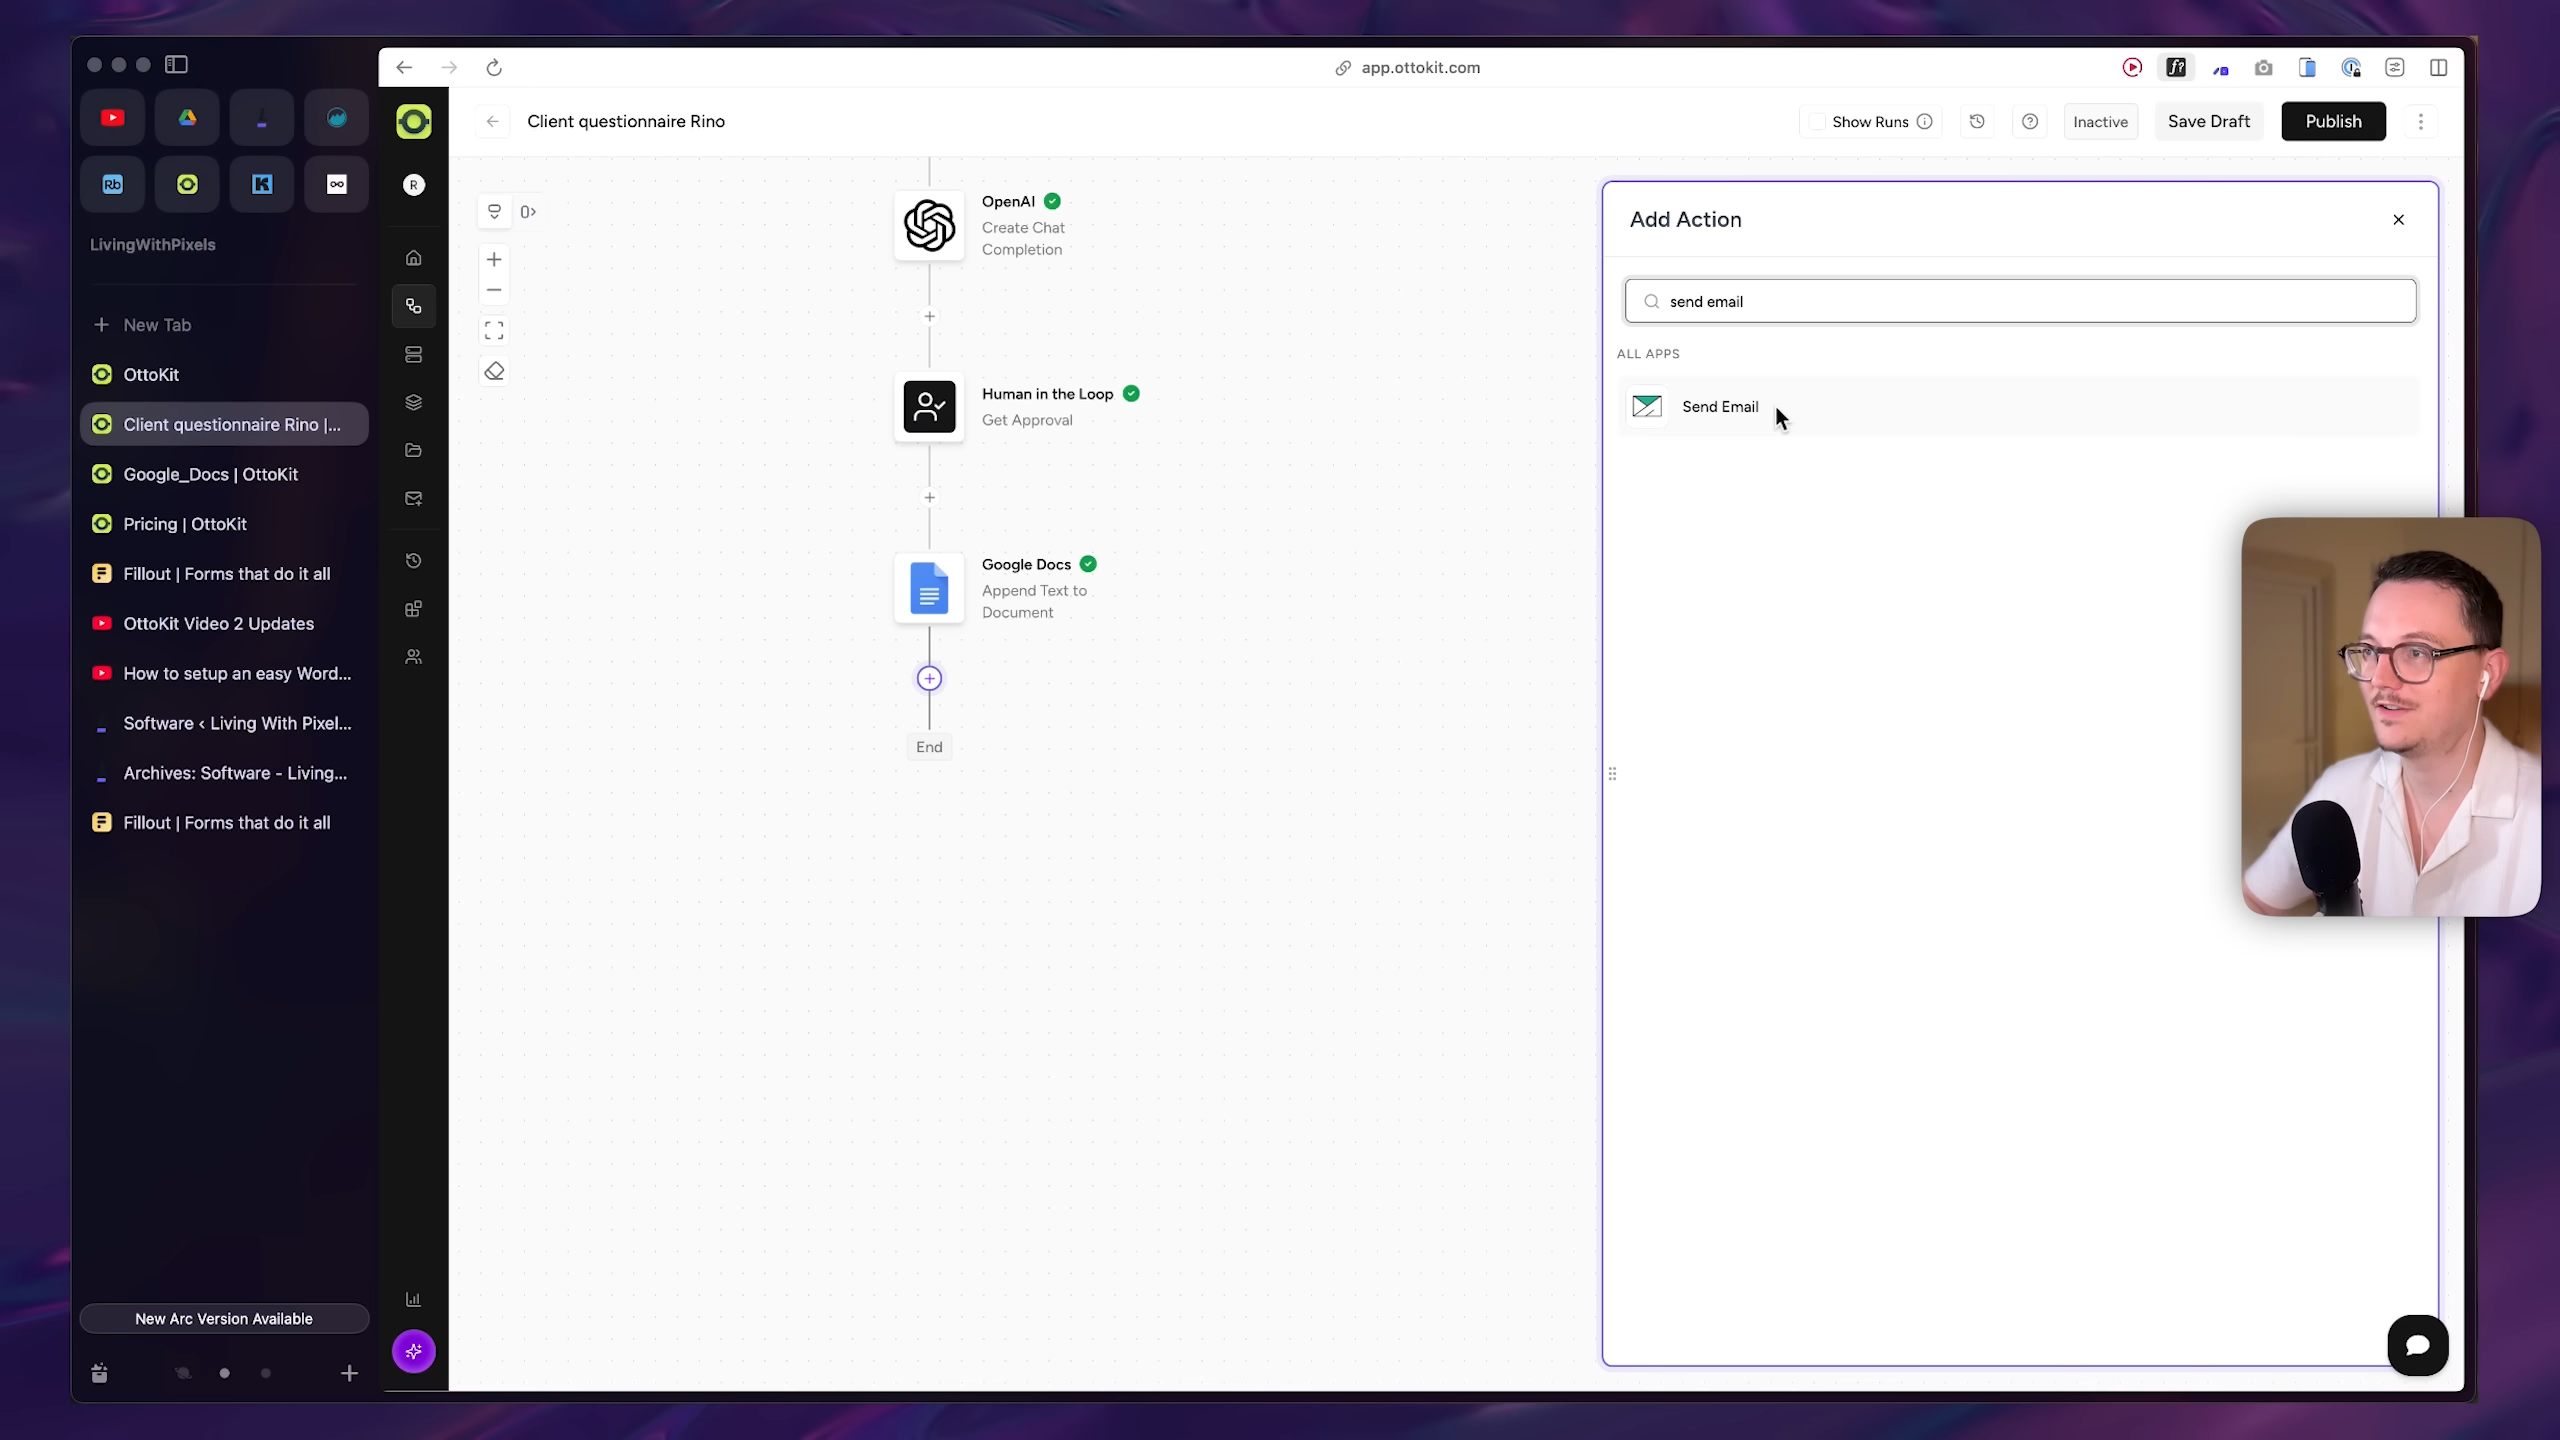 app.ottokit.com
LivingWithPixels
New Tab
OttoKit
Client questionnaire Rino |...
Google_Docs | OttoKit
Pricing | OttoKit
Fillout | Forms that do it all
OttoKit Video 2 Updates
How to setup an easy Word...
Software ‹ Living With Pixel...
Archives: Software - Living...
Fillout | Forms that do it all
New Arc Version Available
Rb
K
R
Client questionnaire Rino
Show Runs
Inactive
Save Draft
Publish
OpenAI
Create Chat
Completion
Human in the Loop
Get Approval
Google Docs
Append Text to
Document
End
Add Action
send email
ALL APPS
Send Email